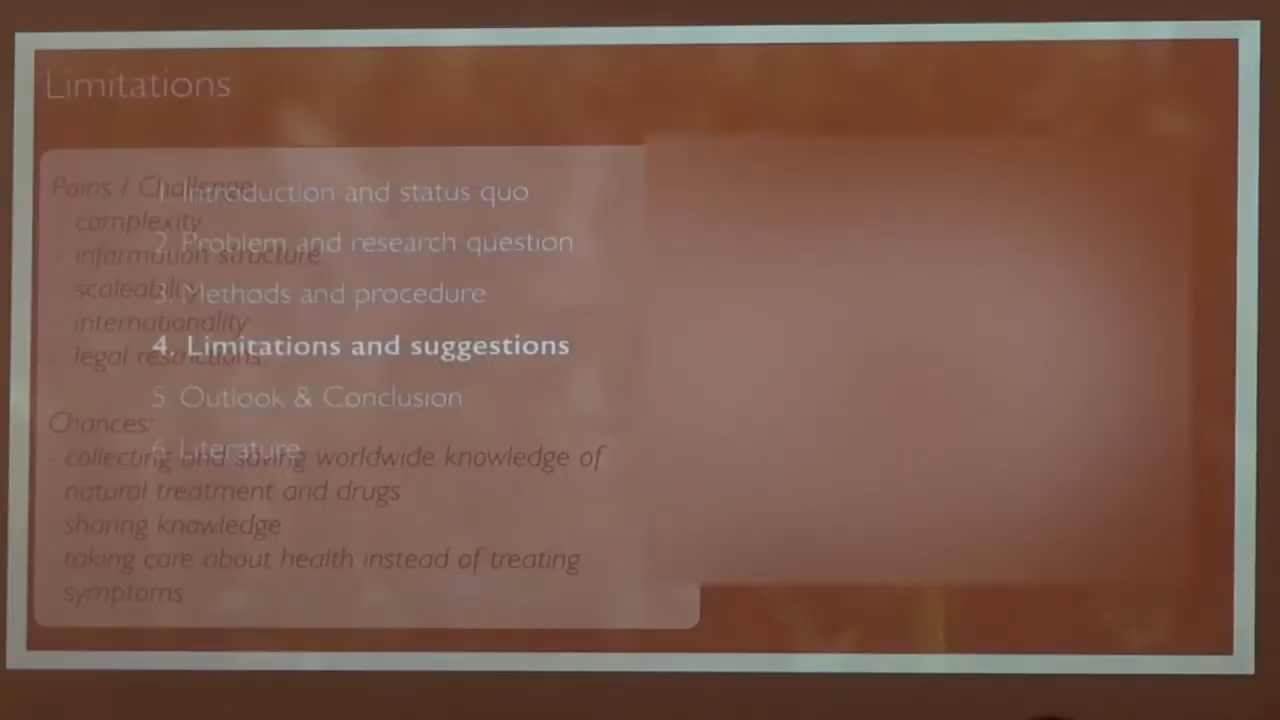 Limitations
Pains / Challenge
complexity
- information structure
scaleability
- internationality
- legal restrictions
Chances:
- collecting and saving worldwide knowledge of
natural treatment and drugs
sharing knowledge
taking care about health instead of treating
symptoms
1. Introduction and status quo
2. Problem and research question
3. Methods and procedure
4. Limitations and suggestions
5. Outlook & Conclusion
6. Literature